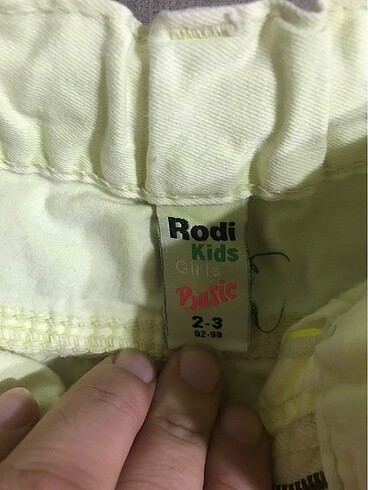 Rodi
Kids
Girls
Basic
2-3
92-98